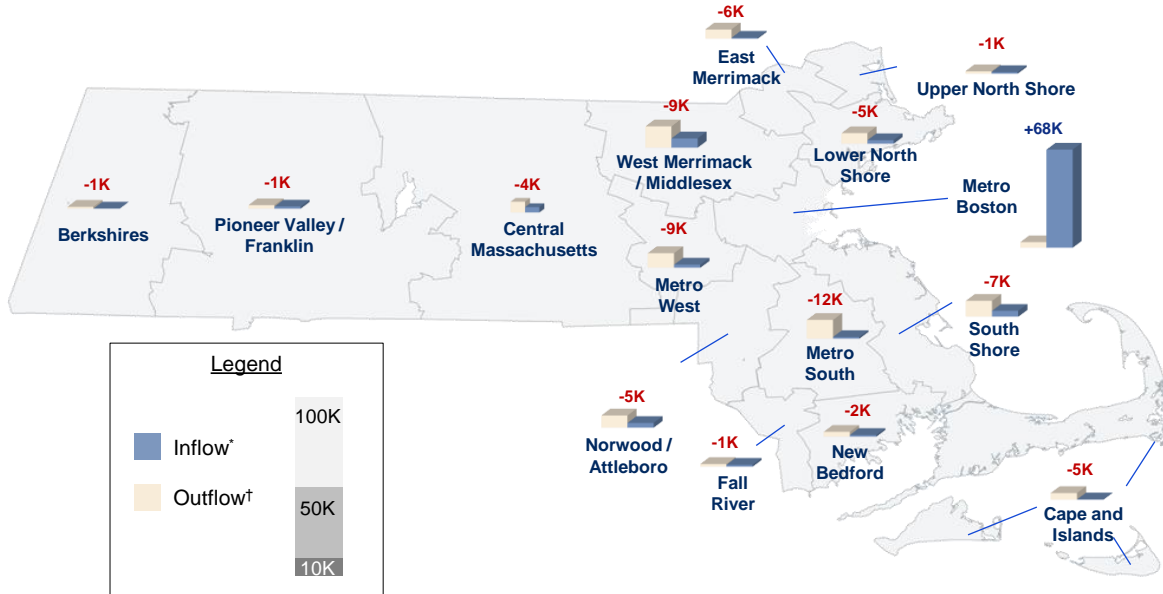 -6K
East
Merrimack
-1K
Upper North Shore
-9K
West Merrimack
/ Middlesex
-5K
Lower North
Shore
+68K
Metro
Boston
-1K
Berkshires
-1K
Pioneer Valley /
Franklin
-4K
Central
Massachusetts
-9K
Metro
West
-12K
Metro
South
-7K
South
Shore
-5K
Norwood /
Attleboro
-1K
Fall
River
-2K
New
Bedford
-5K
Cape and
Islands
Legend
Inflow*
Outflow†
100K
50K
10K